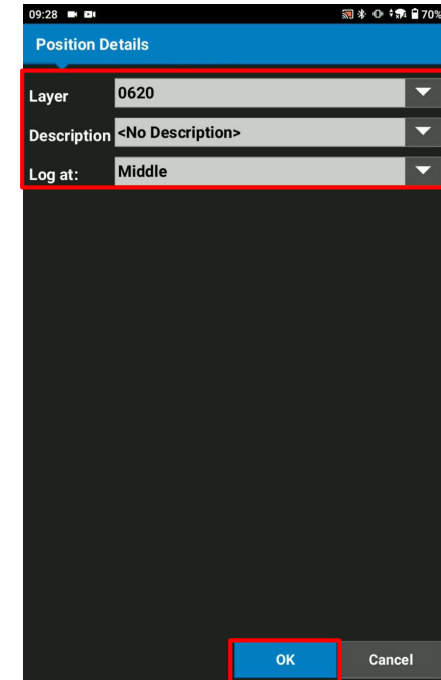 09:28 70%
Position Details
Layer 0620
Description <No Description>
Log at: Middle
OK Cancel